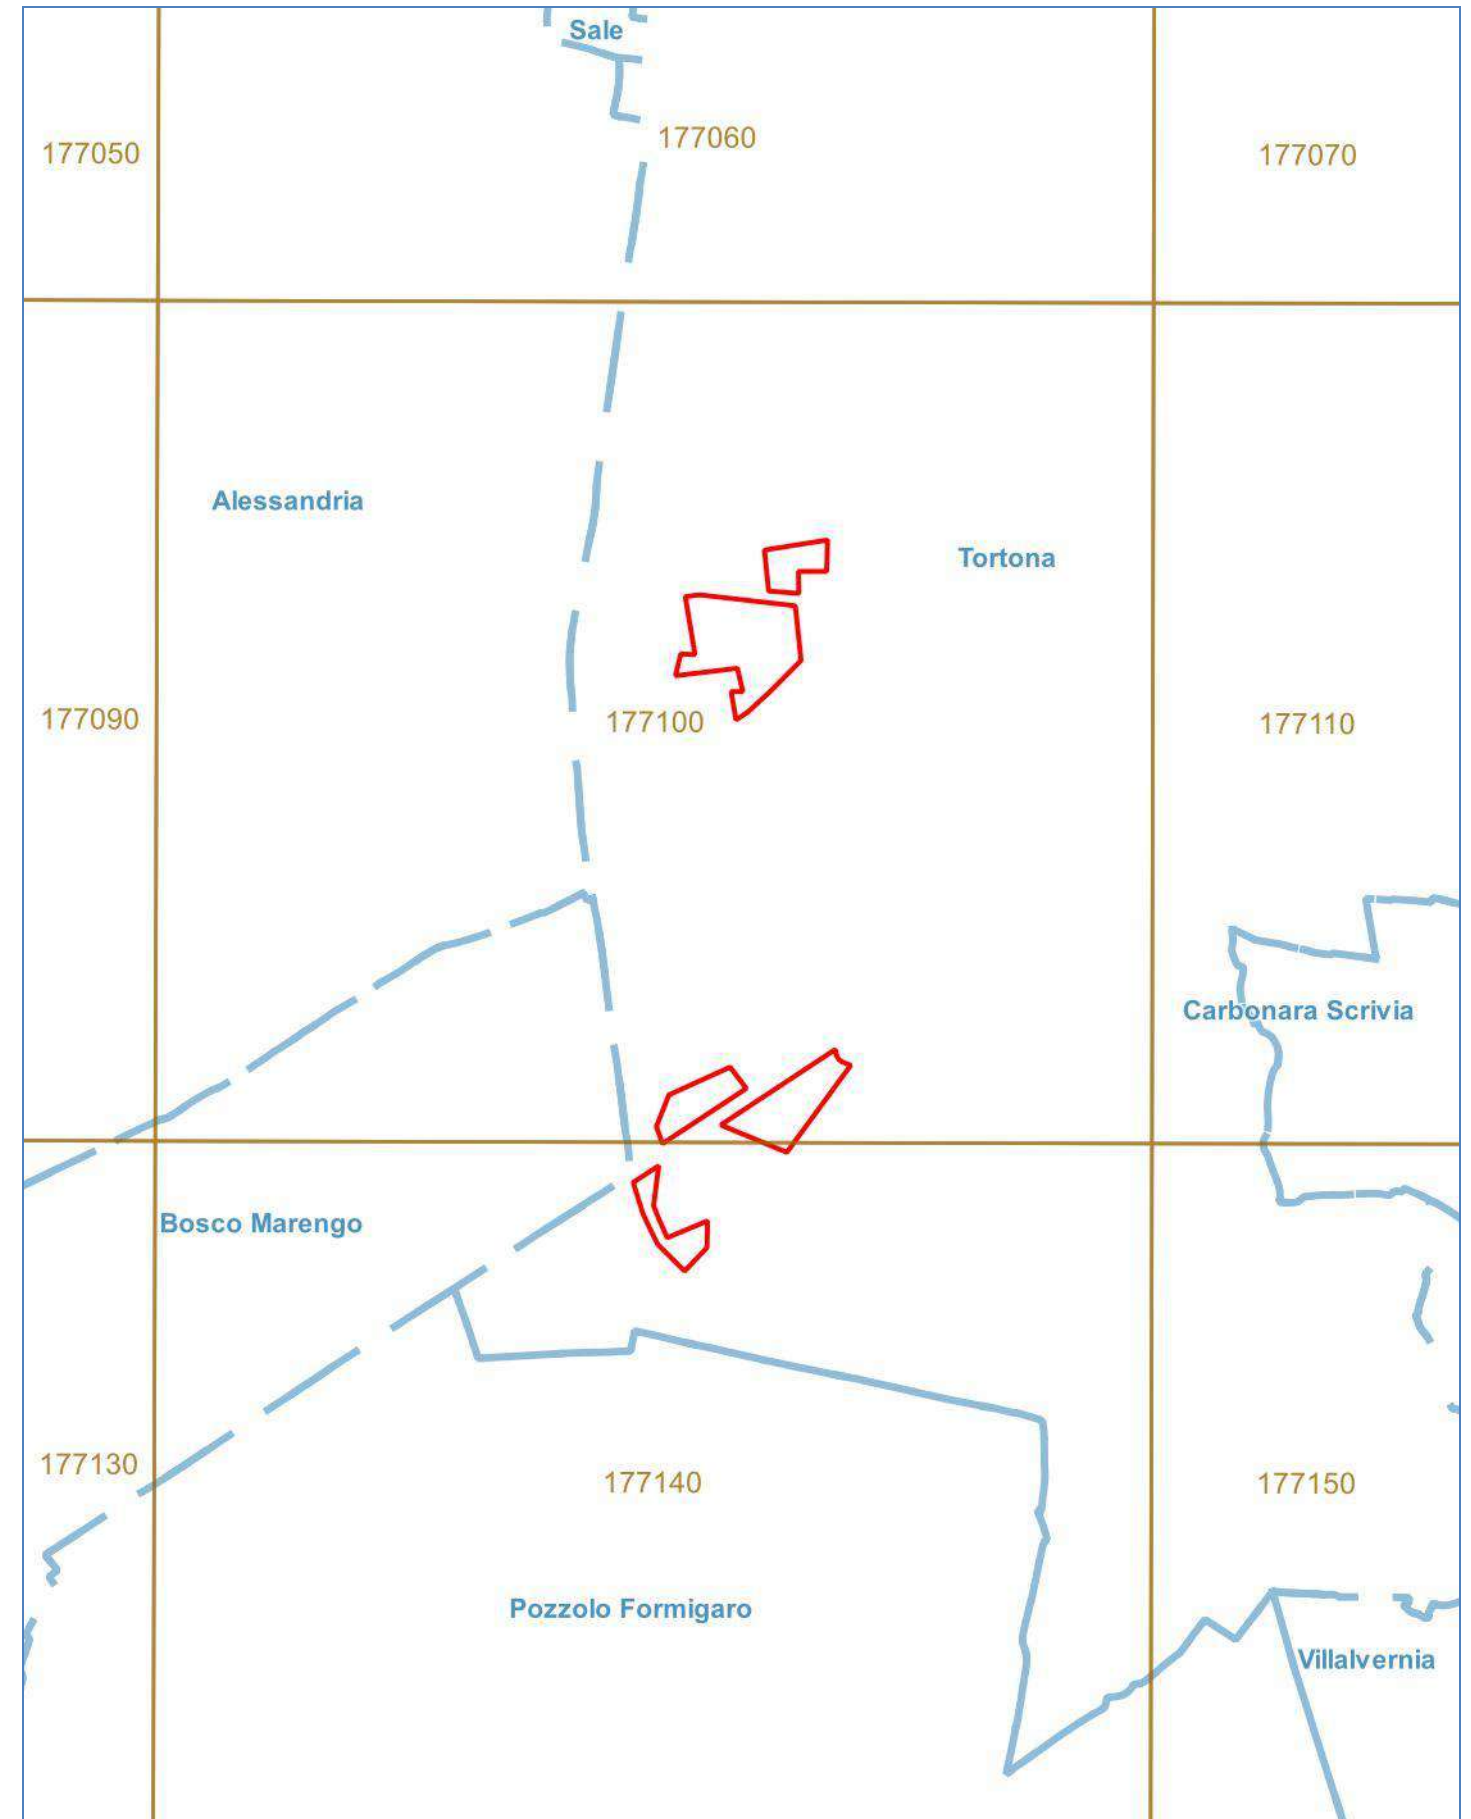 Sale
177060
177050
177070
Alessandria
Tortona
177090
177100
177110
Carbonara Scrivia
Bosco Marengo
177130
177140
177150
Pozzolo Formigaro
Villalvernia